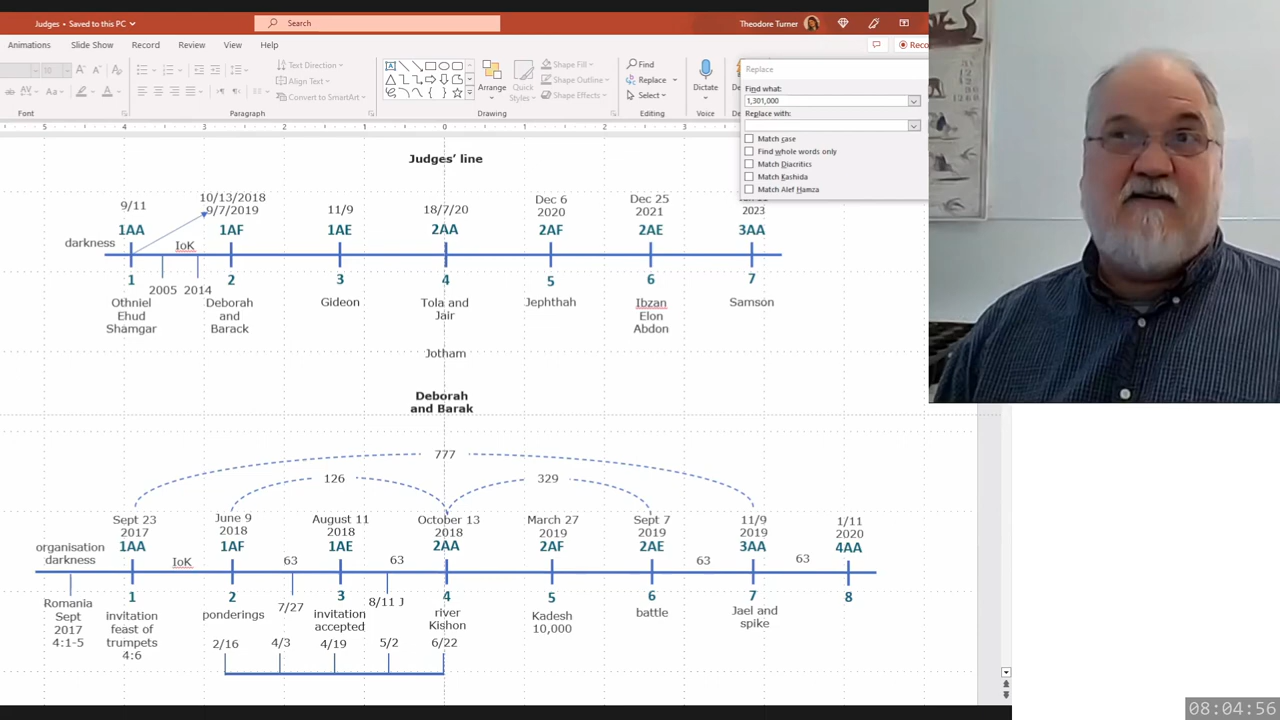 Judges • Saved to this PC
Search
Theodore Turner
Animations Slide Show Record Review View Help
Reco
Text Direction
Align Text
Convert to SmartArt
Arrange
Quick
Styles
Shape Fill
Shape Outline
Shape Effects
Find
Replace
Select
Dictate
Font
Paragraph
Drawing
Editing
Voice
Replace
Find what:
1,301,000
Replace with:
Match case
Find whole words only
Match Diacritics
Match Kashida
Match Alef Hamza
5 4 3 2 1 0 1 2 3
Judges’ line
9/11
10/13/2018
9/7/2019
11/9
18/7/20
Dec 6
2020
Dec 25
2021
2023
1AA 1AF 1AE 2AA 2AF 2AE 3AA
darkness
IoK
1 2 3 4 5 6 7
2005 2014
Othniel
Ehud
Shamgar
Deborah
and
Barack
Gideon
Tola and
Jair
Jephthah
Ibzan
Elon
Abdon
Samson
Jotham
Deborah
and Barak
777
126
329
Sept 23
2017
June 9
2018
August 11
2018
October 13
2018
March 27
2019
Sept 7
2019
11/9
2019
1/11
2020
1AA 1AF 1AE 2AA 2AF 2AE 3AA 4AA
organisation
darkness
IoK
63
63
63
63
1 2 3 4 5 6 7 8
Romania
Sept
2017
4:1-5
invitation
feast of
trumpets
4:6
ponderings
7/27
invitation
accepted
8/11 J
river
Kishon
Kadesh
10,000
battle
Jael and
spike
2/16 4/3 4/19 5/2 6/22
08:04:56